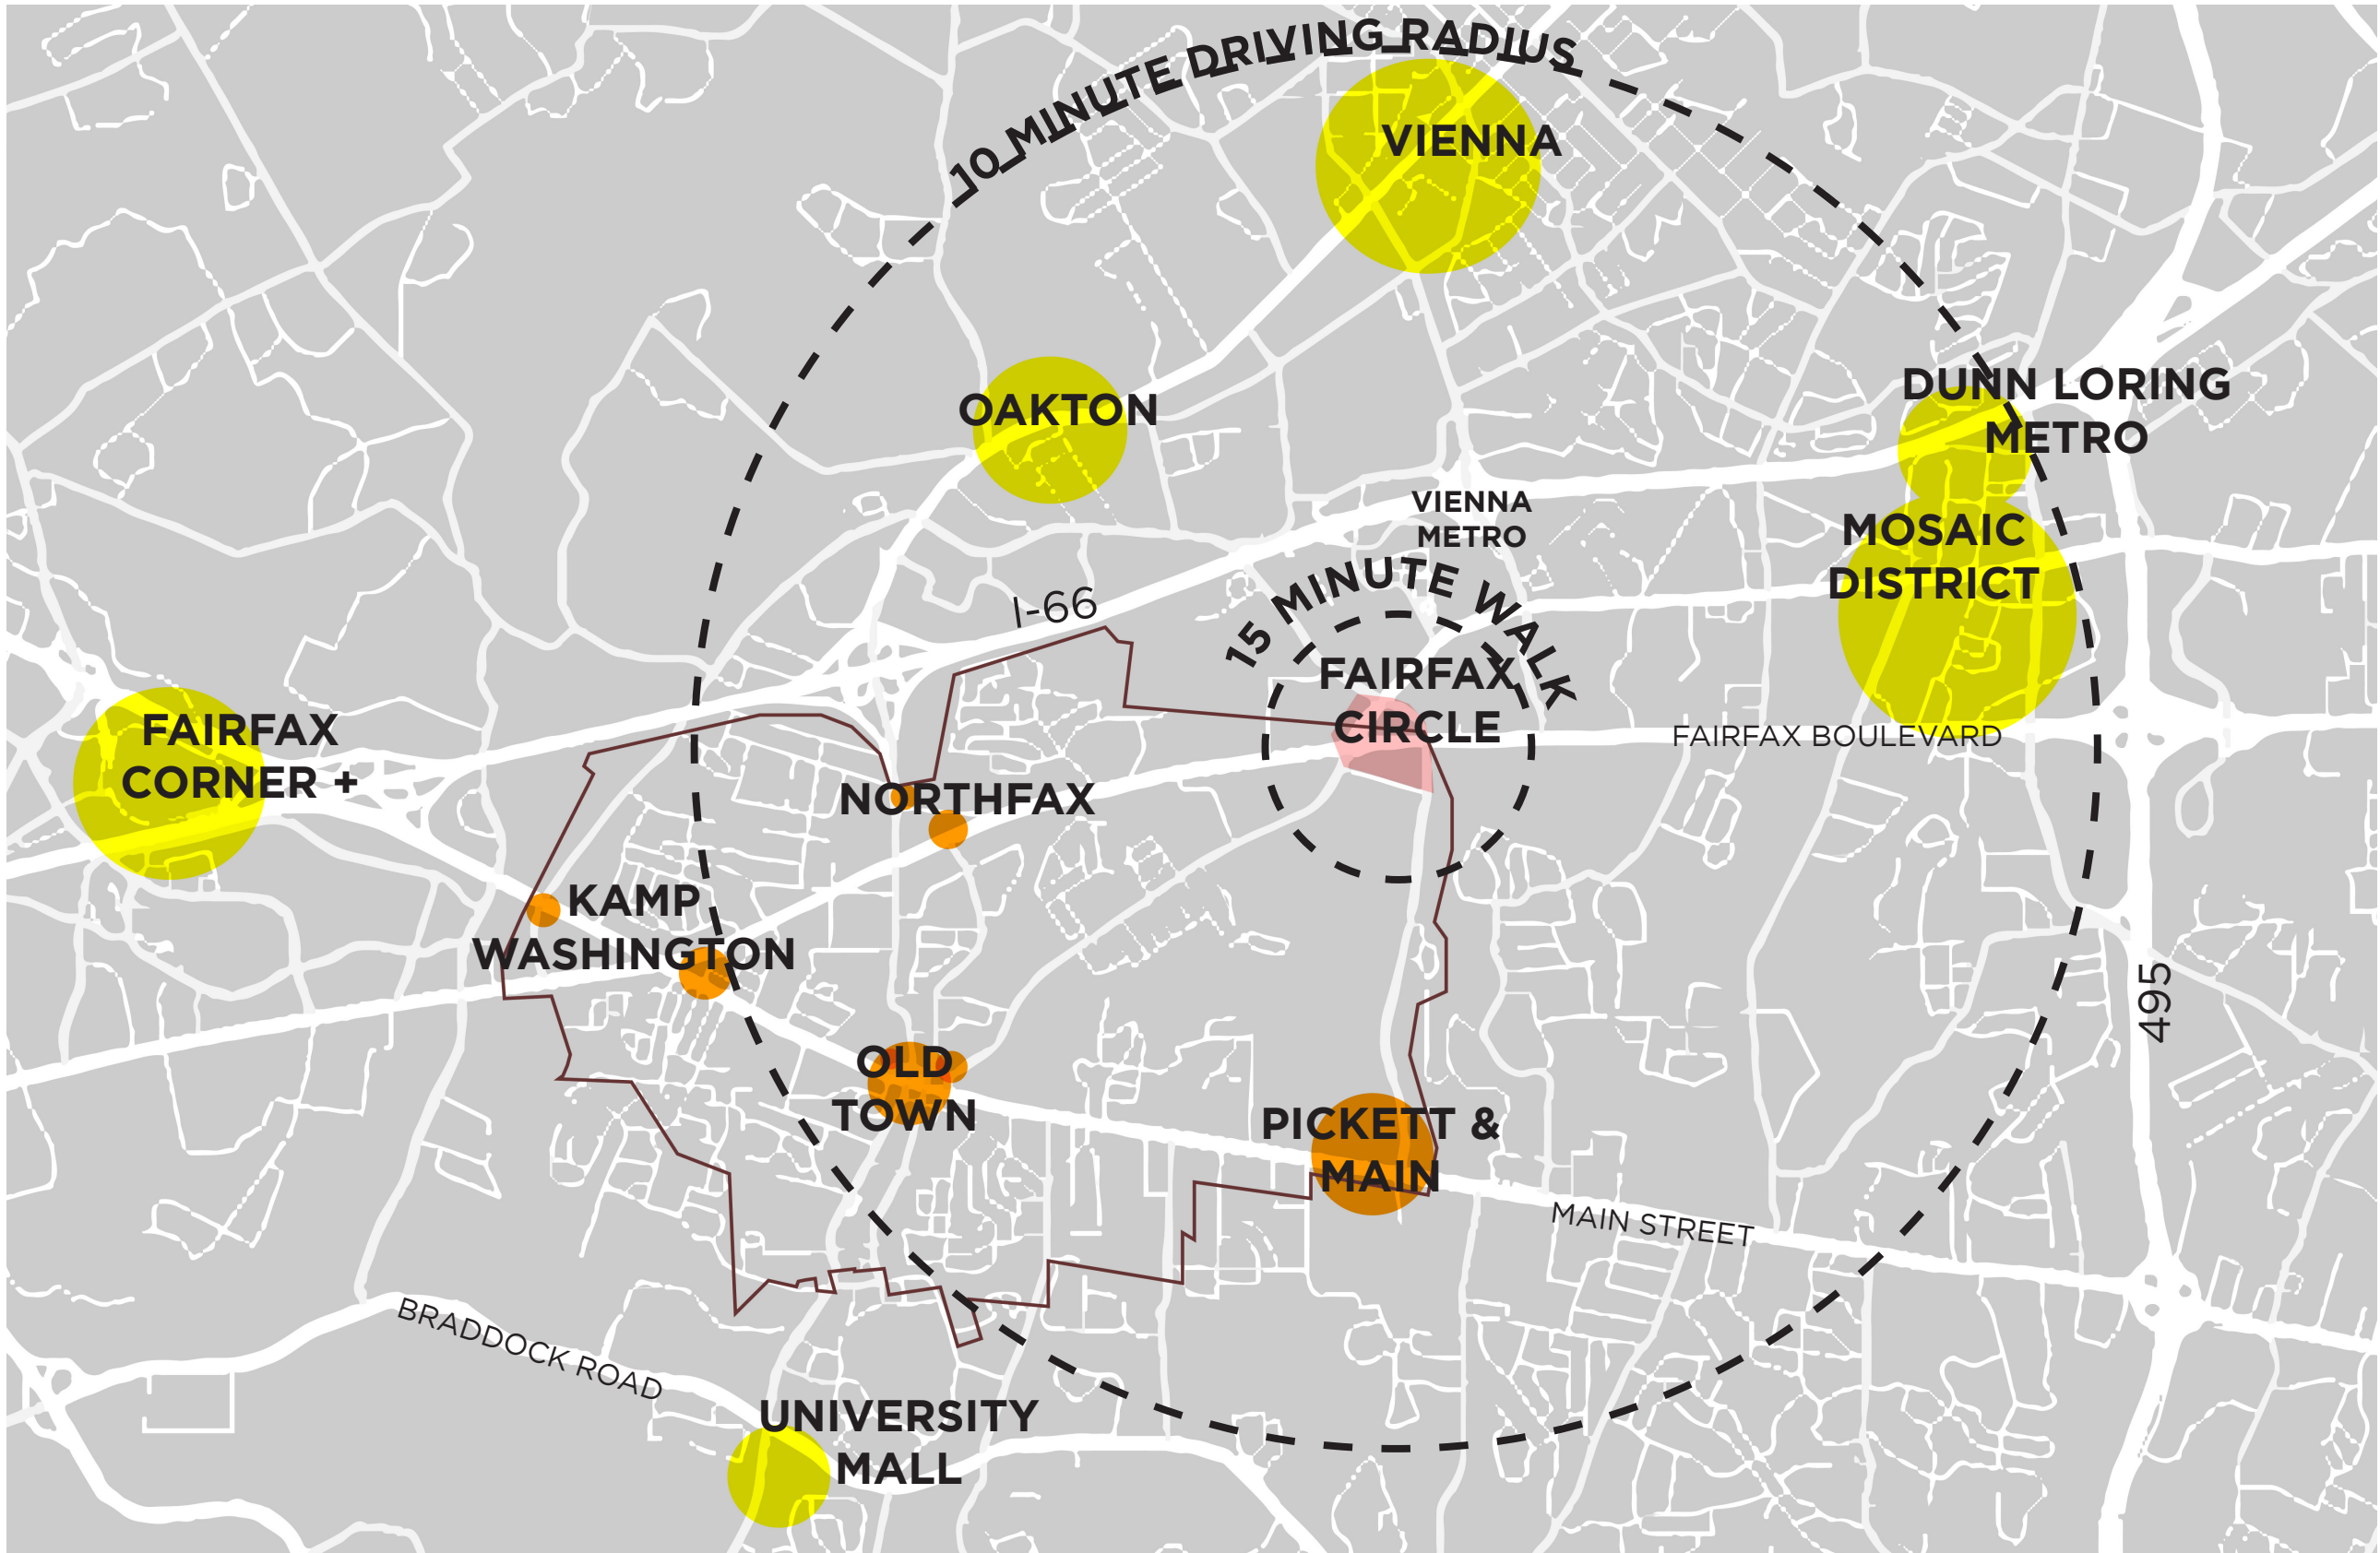 10 MINUTE DRIVING RADIUS
VIENNA
DUNN LORING
METRO
OAKTON
VIENNA
METRO
MOSAIC
DISTRICT
I-66
15 MINUTE WALK
FAIRFAX
CIRCLE
FAIRFAX BOULEVARD
FAIRFAX
CORNER +
NORTHFAX
KAMP
WASHINGTON
495
OLD
TOWN
PICKETT &
MAIN
MAIN STREET
BRADDOCK ROAD
UNIVERSITY
MALL